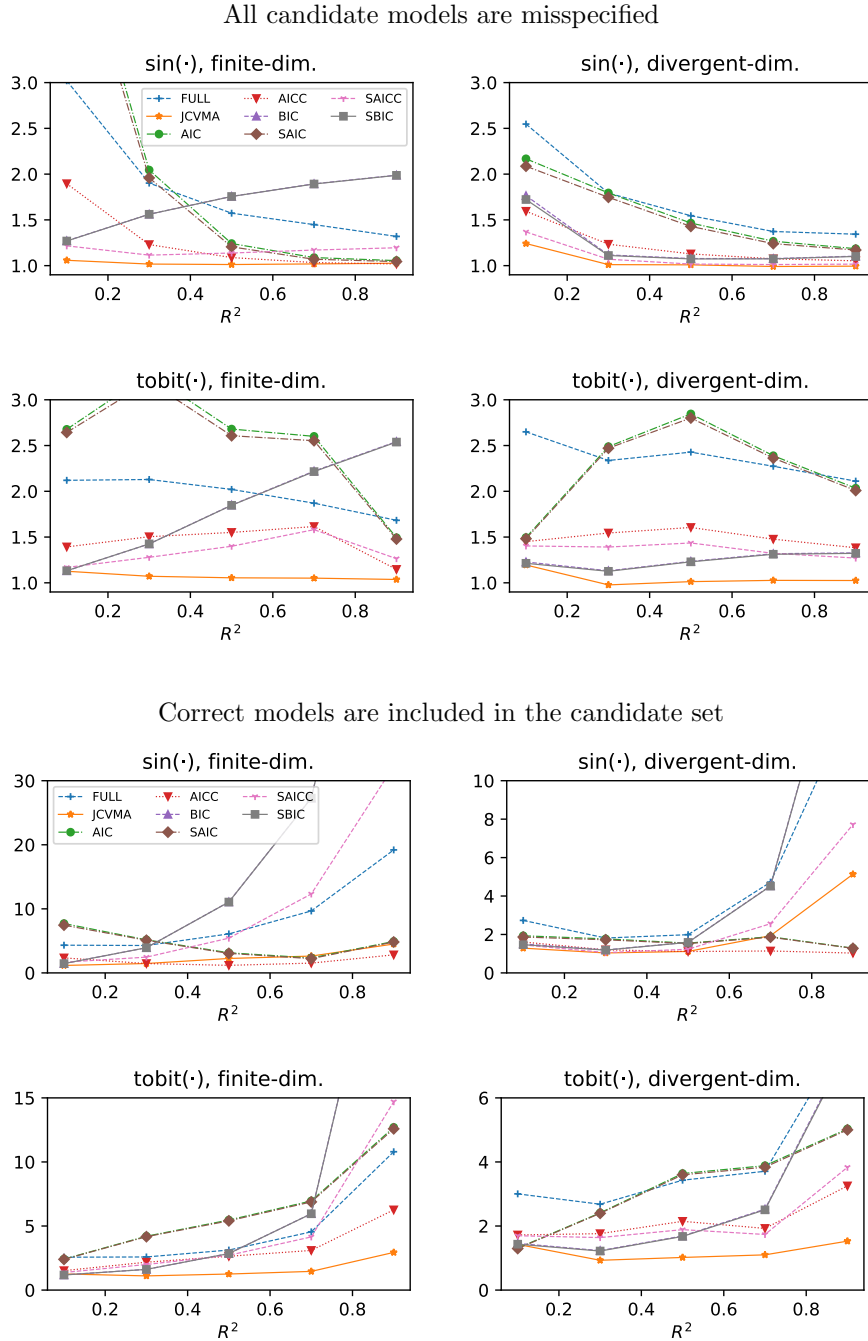 All candidate models are misspecified
sin(·), finite-dim.
3.0
2.5
2.0
1.5
1.0
FULL
JCVMA
AIC
AICC
BIC
SAIC
SAICC
SBIC
0.2 0.4 0.6 0.8
R²
sin(·), divergent-dim.
3.0
2.5
2.0
1.5
1.0
0.2 0.4 0.6 0.8
R²
tobit(·), finite-dim.
3.0
2.5
2.0
1.5
1.0
0.2 0.4 0.6 0.8
R²
tobit(·), divergent-dim.
3.0
2.5
2.0
1.5
1.0
0.2 0.4 0.6 0.8
R²
Correct models are included in the candidate set
sin(·), finite-dim.
30
20
10
0
FULL
JCVMA
AIC
AICC
BIC
SAIC
SAICC
SBIC
0.2 0.4 0.6 0.8
R²
sin(·), divergent-dim.
10
8
6
4
2
0
0.2 0.4 0.6 0.8
R²
tobit(·), finite-dim.
15
10
5
0
0.2 0.4 0.6 0.8
R²
tobit(·), divergent-dim.
6
4
2
0
0.2 0.4 0.6 0.8
R²